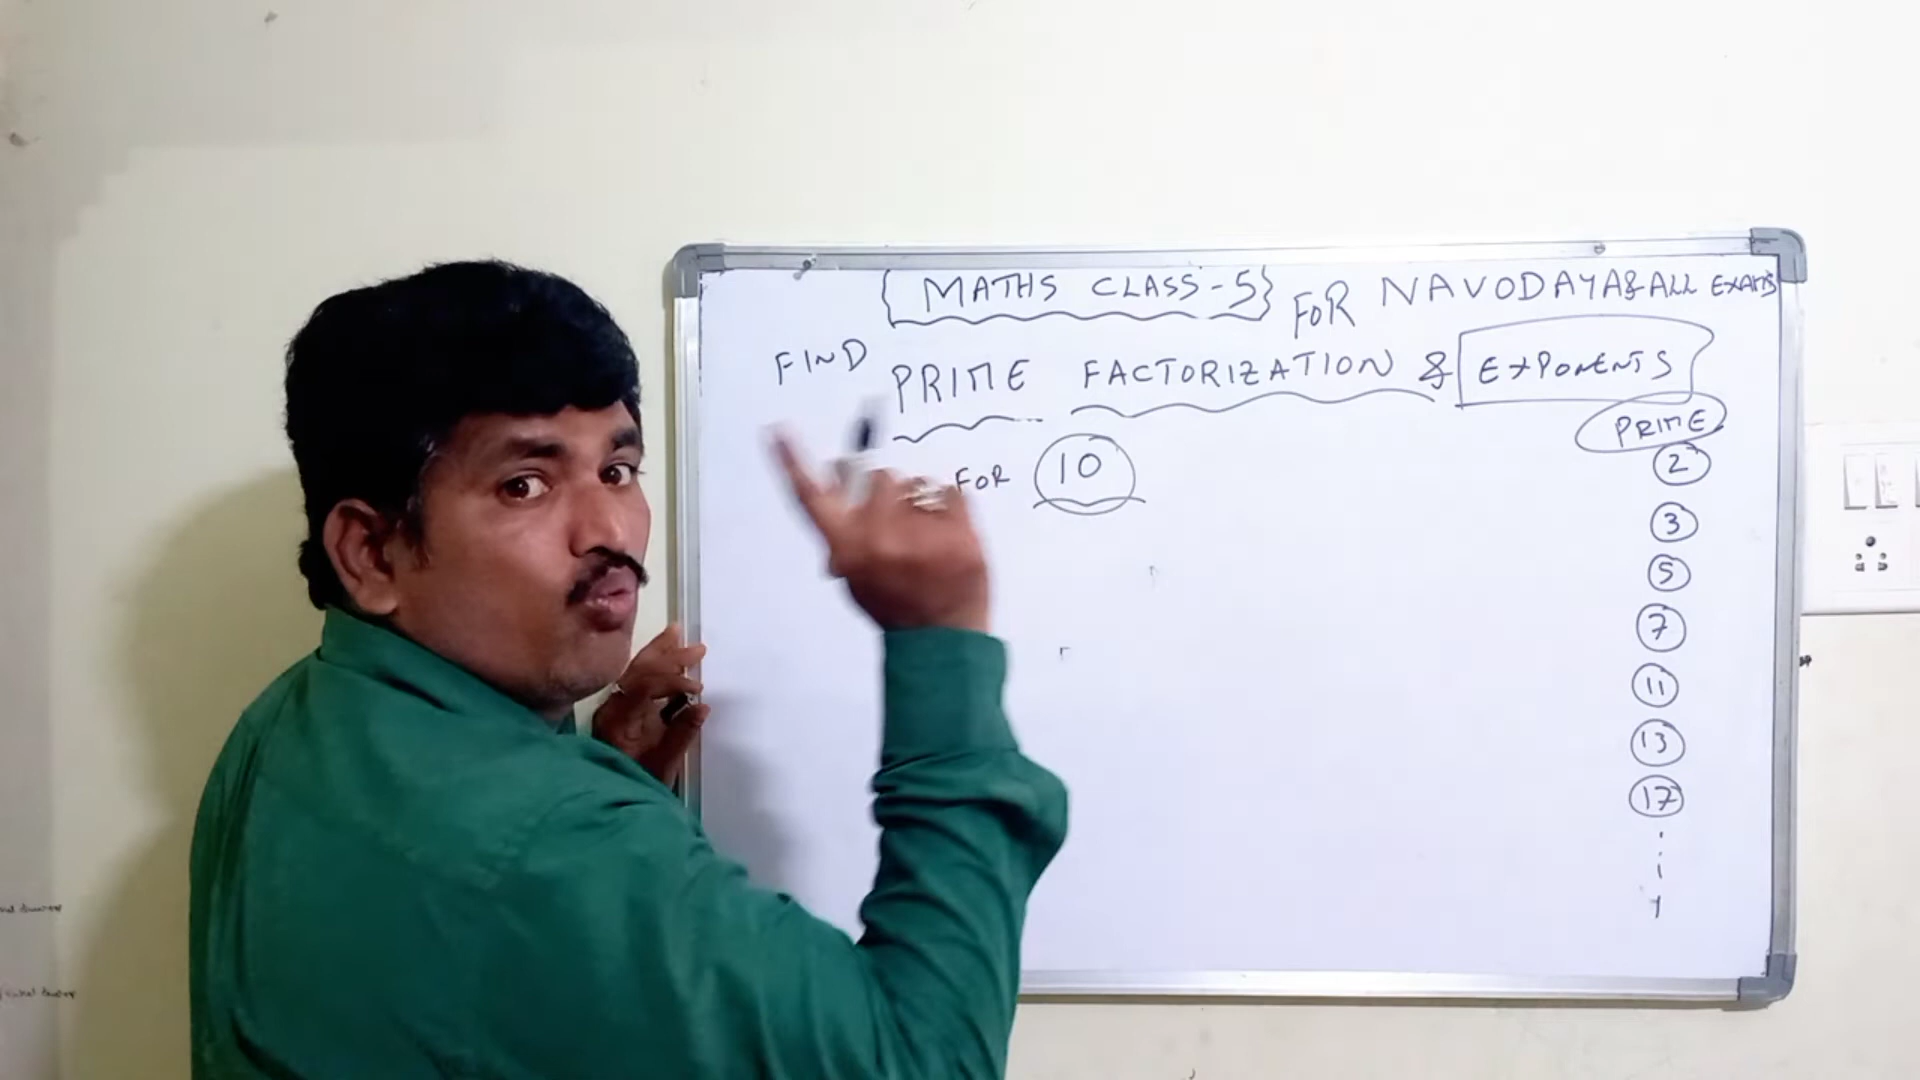 MATHS CLASS-5 FOR NAVODAYA & ALL EXAMS
FIND PRIME FACTORIZATION & EXPONENTS
FOR 10
PRIME
2
3
5
7
11
13
17